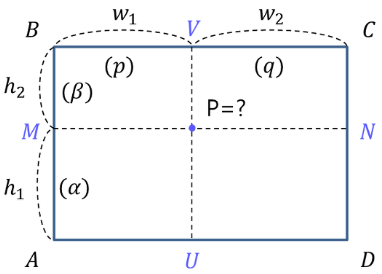 w₁ w₂
B V C
(p) (q)
h₂ (β)
P=?
M N
h₁ (α)
A U D